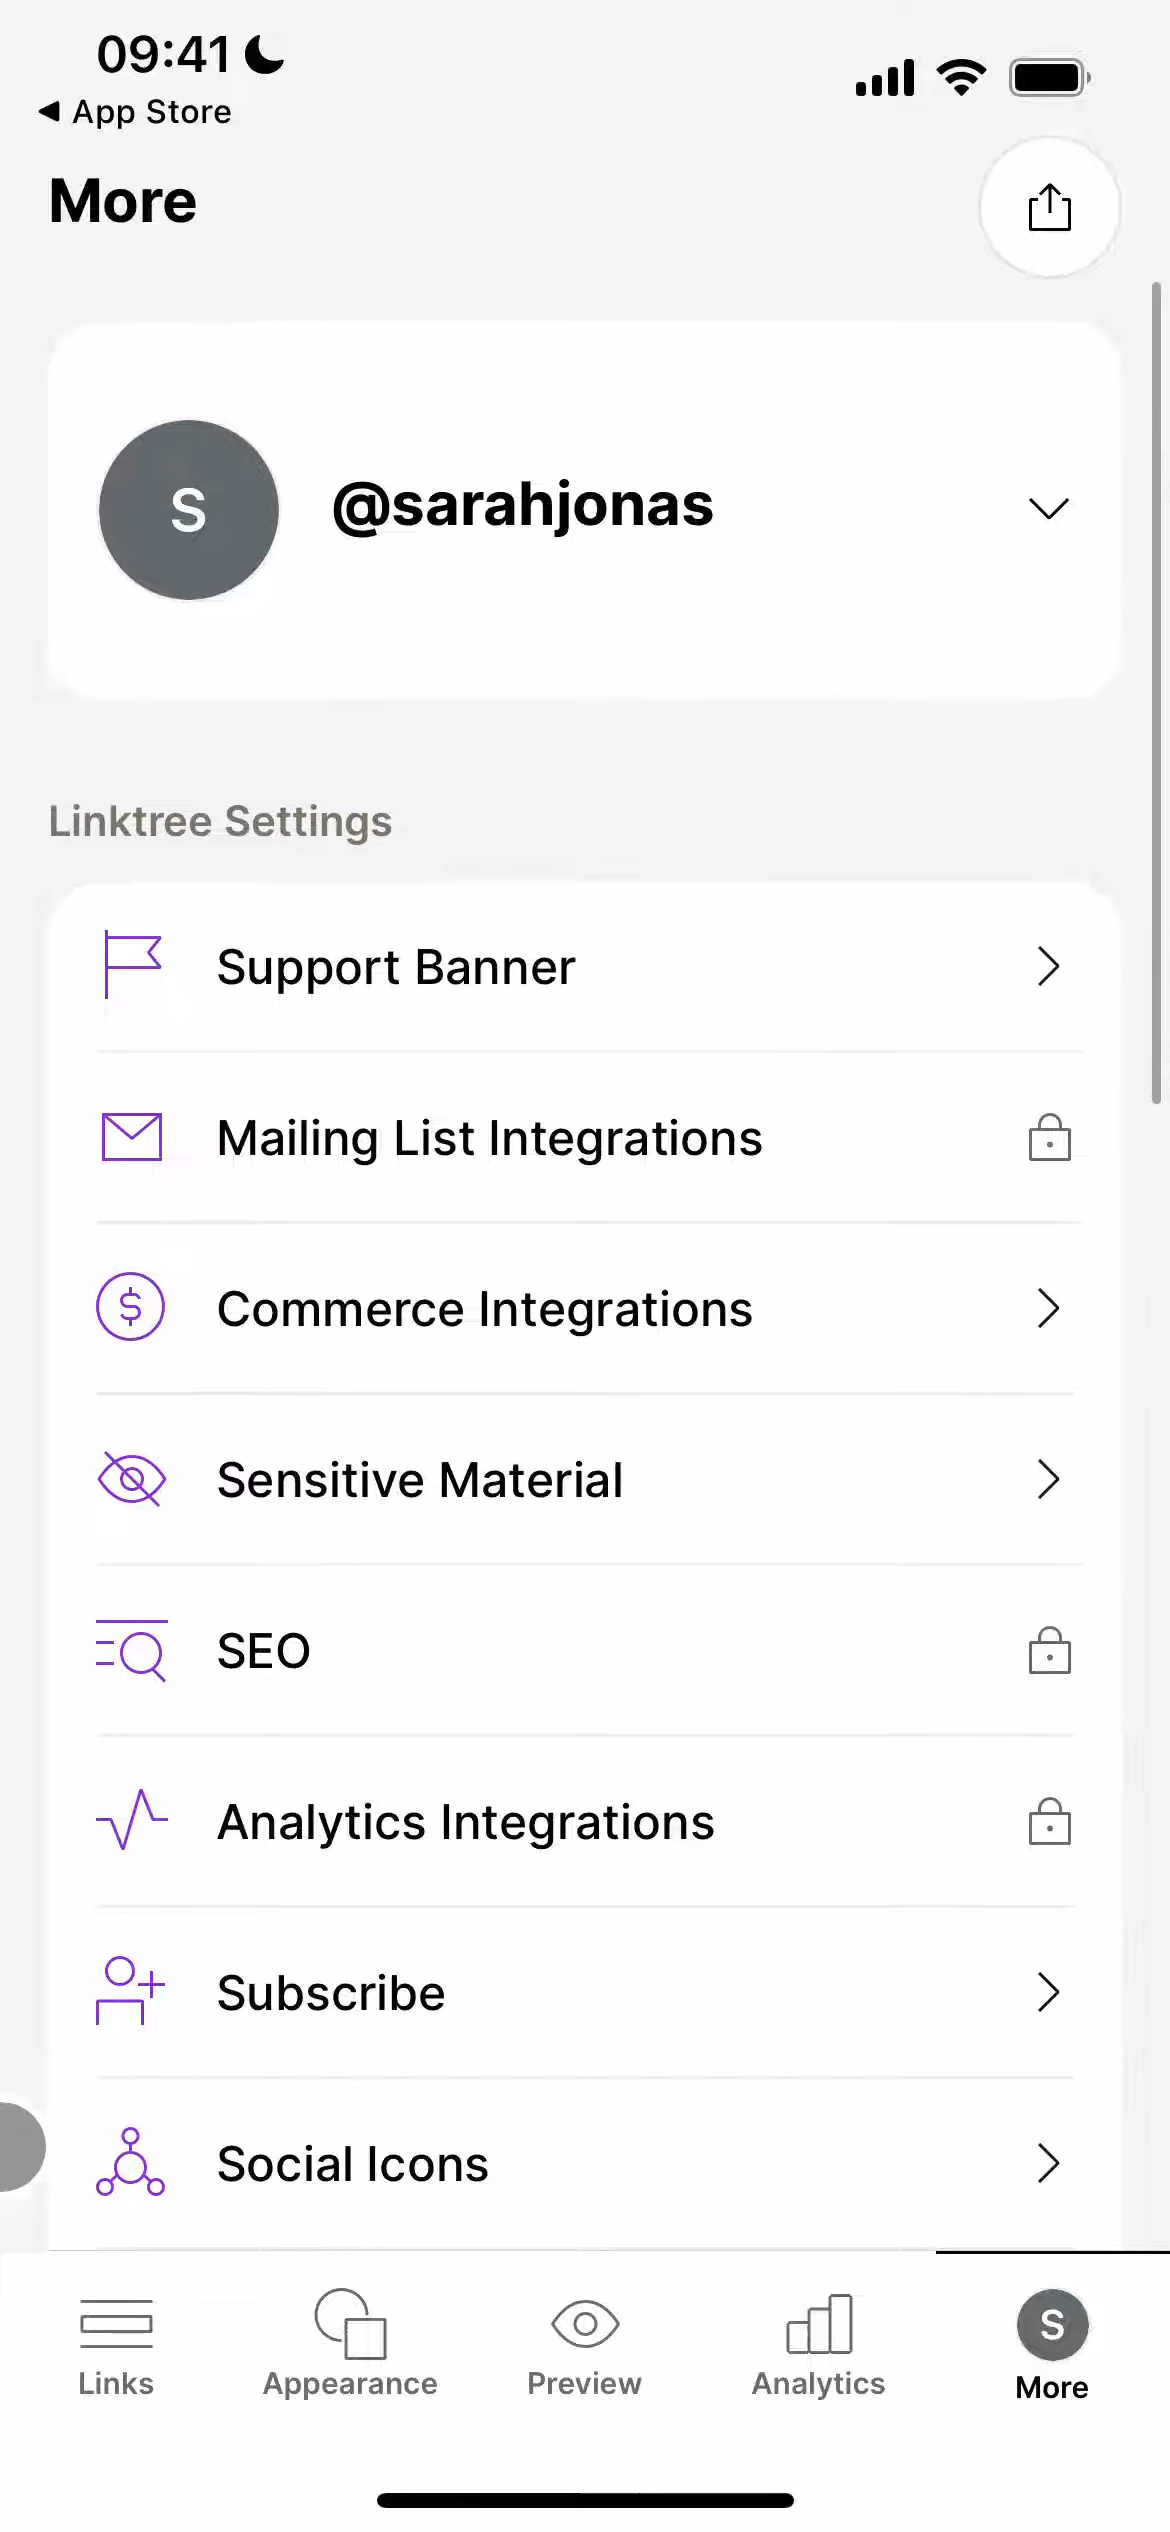 09:41
App Store
More
S
@sarahjonas
Linktree Settings
Support Banner
Mailing List Integrations
Commerce Integrations
Sensitive Material
SEO
Analytics Integrations
Subscribe
Social Icons
Links
Appearance
Preview
Analytics
S
More